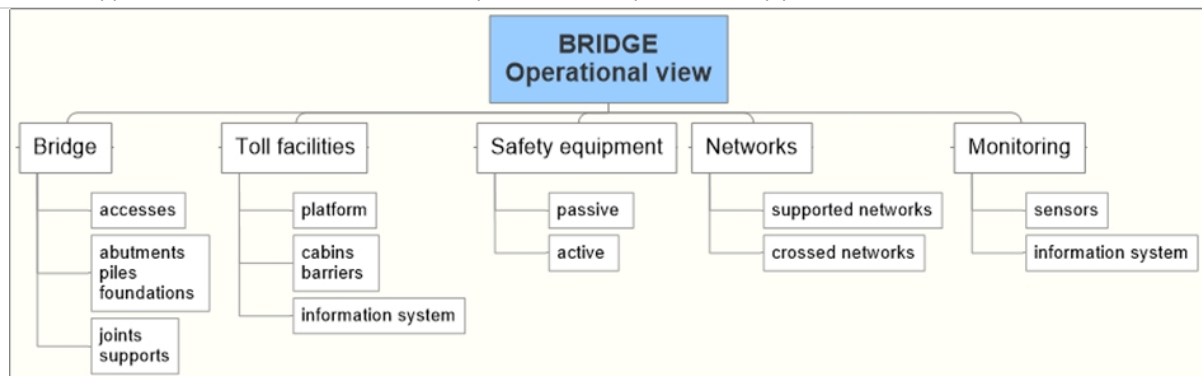 BRIDGE
Operational view
Bridge
Toll facilities
Safety equipment
Networks
Monitoring
accesses
abutments
piles
foundations
joints
supports
platform
cabins
barriers
information system
passive
active
supported networks
crossed networks
sensors
information system